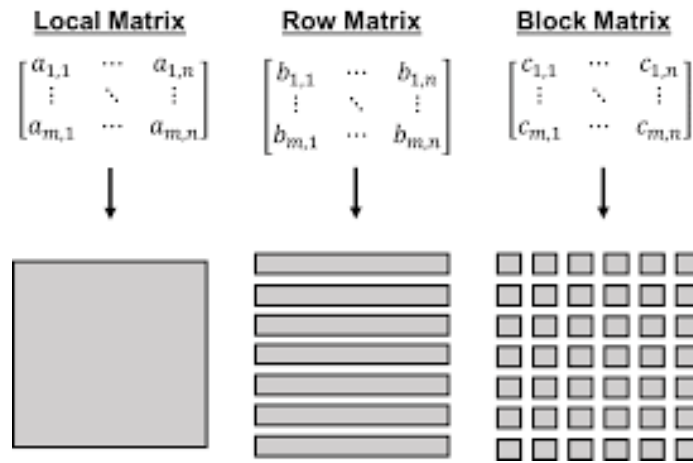 Local Matrix Row Matrix Block Matrix
a1,1 ⋯ a1,n b1,1 ⋯ b1,n c1,1 ⋯ c1,n
⋮ ⋱ ⋮ ⋮ ⋱ ⋮ ⋮ ⋱ ⋮
am,1 ⋯ am,n bm,1 ⋯ bm,n cm,1 ⋯ cm,n